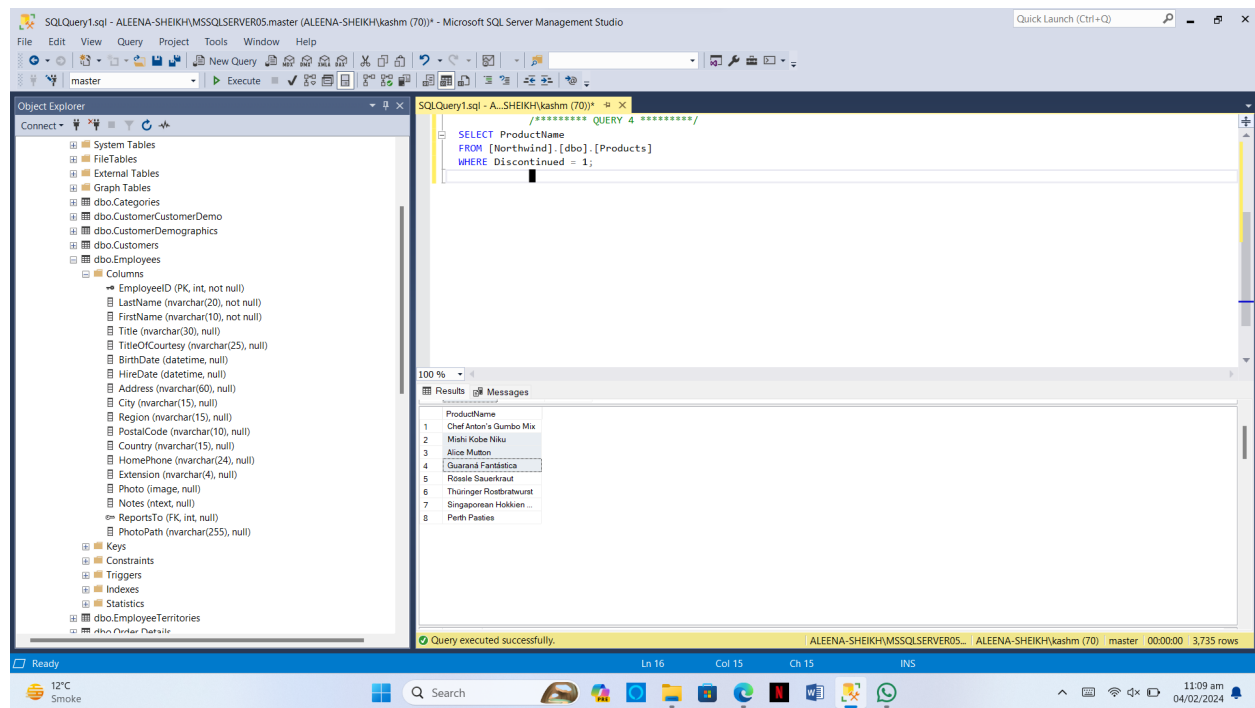 SQLQuery1.sql - ALEENA-SHEIKH\MSSQLSERVER05.master (ALEENA-SHEIKH\kashm (70))* - Microsoft SQL Server Management Studio
Quick Launch (Ctrl+Q)
File Edit View Query Project Tools Window Help
New Query
master
Execute
Object Explorer
SQLQuery1.sql - A...SHEIKH\kashm (70))*
Connect
System Tables
FileTables
External Tables
Graph Tables
dbo.Categories
dbo.CustomerCustomerDemo
dbo.CustomerDemographics
dbo.Customers
dbo.Employees
Columns
EmployeeID (PK, int, not null)
LastName (nvarchar(20), not null)
FirstName (nvarchar(10), not null)
Title (nvarchar(30), null)
TitleOfCourtesy (nvarchar(25), null)
BirthDate (datetime, null)
HireDate (datetime, null)
Address (nvarchar(60), null)
City (nvarchar(15), null)
Region (nvarchar(15), null)
PostalCode (nvarchar(10), null)
Country (nvarchar(15), null)
HomePhone (nvarchar(24), null)
Extension (nvarchar(4), null)
Photo (image, null)
Notes (ntext, null)
ReportsTo (FK, int, null)
PhotoPath (nvarchar(255), null)
Keys
Constraints
Triggers
Indexes
Statistics
dbo.EmployeeTerritories
dbo.Order Details
/********* QUERY 4 *********/
SELECT ProductName
FROM [Northwind].[dbo].[Products]
WHERE Discontinued = 1;
100 %
Results Messages
ProductName
1 Chef Anton's Gumbo Mix
2 Mishi Kobe Niku
3 Alice Mutton
4 Guaraná Fantástica
5 Rössle Sauerkraut
6 Thüringer Rostbratwurst
7 Singaporean Hokkien ...
8 Perth Pasties
Query executed successfully.
ALEENA-SHEIKH\MSSQLSERVER05... ALEENA-SHEIKH\kashm (70) master 00:00:00 3,735 rows
Ready Ln 16 Col 15 Ch 15 INS
12°C
Smoke
Search
11:09 am
04/02/2024